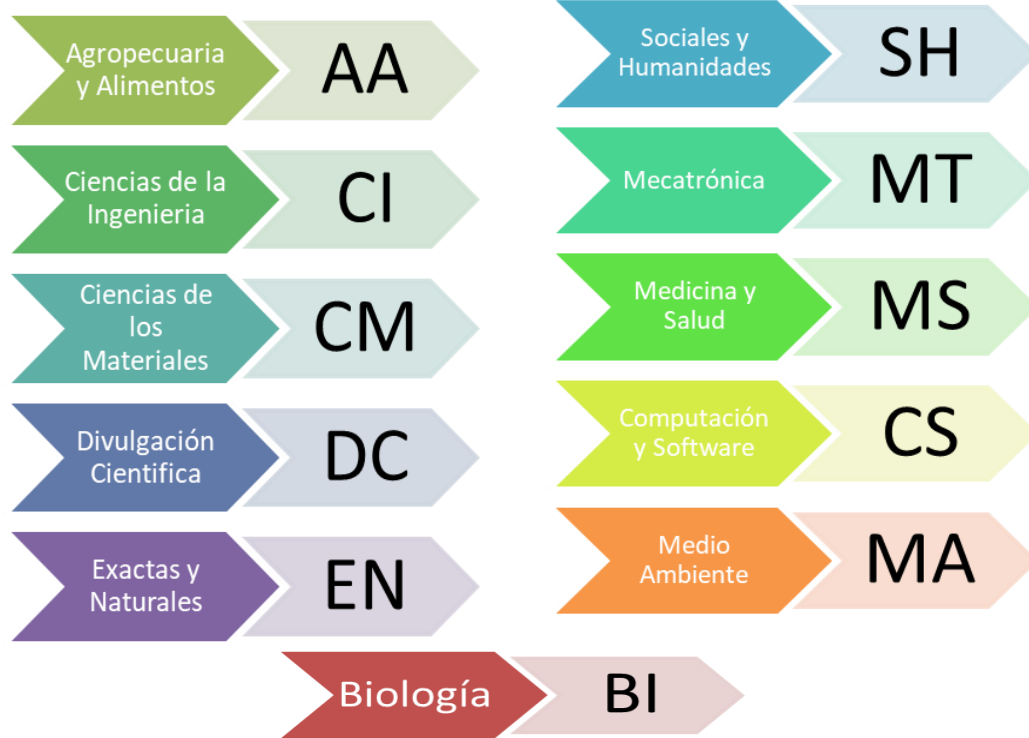 Agropecuaria
y Alimentos
AA
Ciencias de la
Ingenieria
CI
Ciencias de
los
Materiales
CM
Divulgación
Cientifica
DC
Exactas y
Naturales
EN
Sociales y
Humanidades
SH
Mecatrónica
MT
Medicina y
Salud
MS
Computación
y Software
CS
Medio
Ambiente
MA
Biología
BI